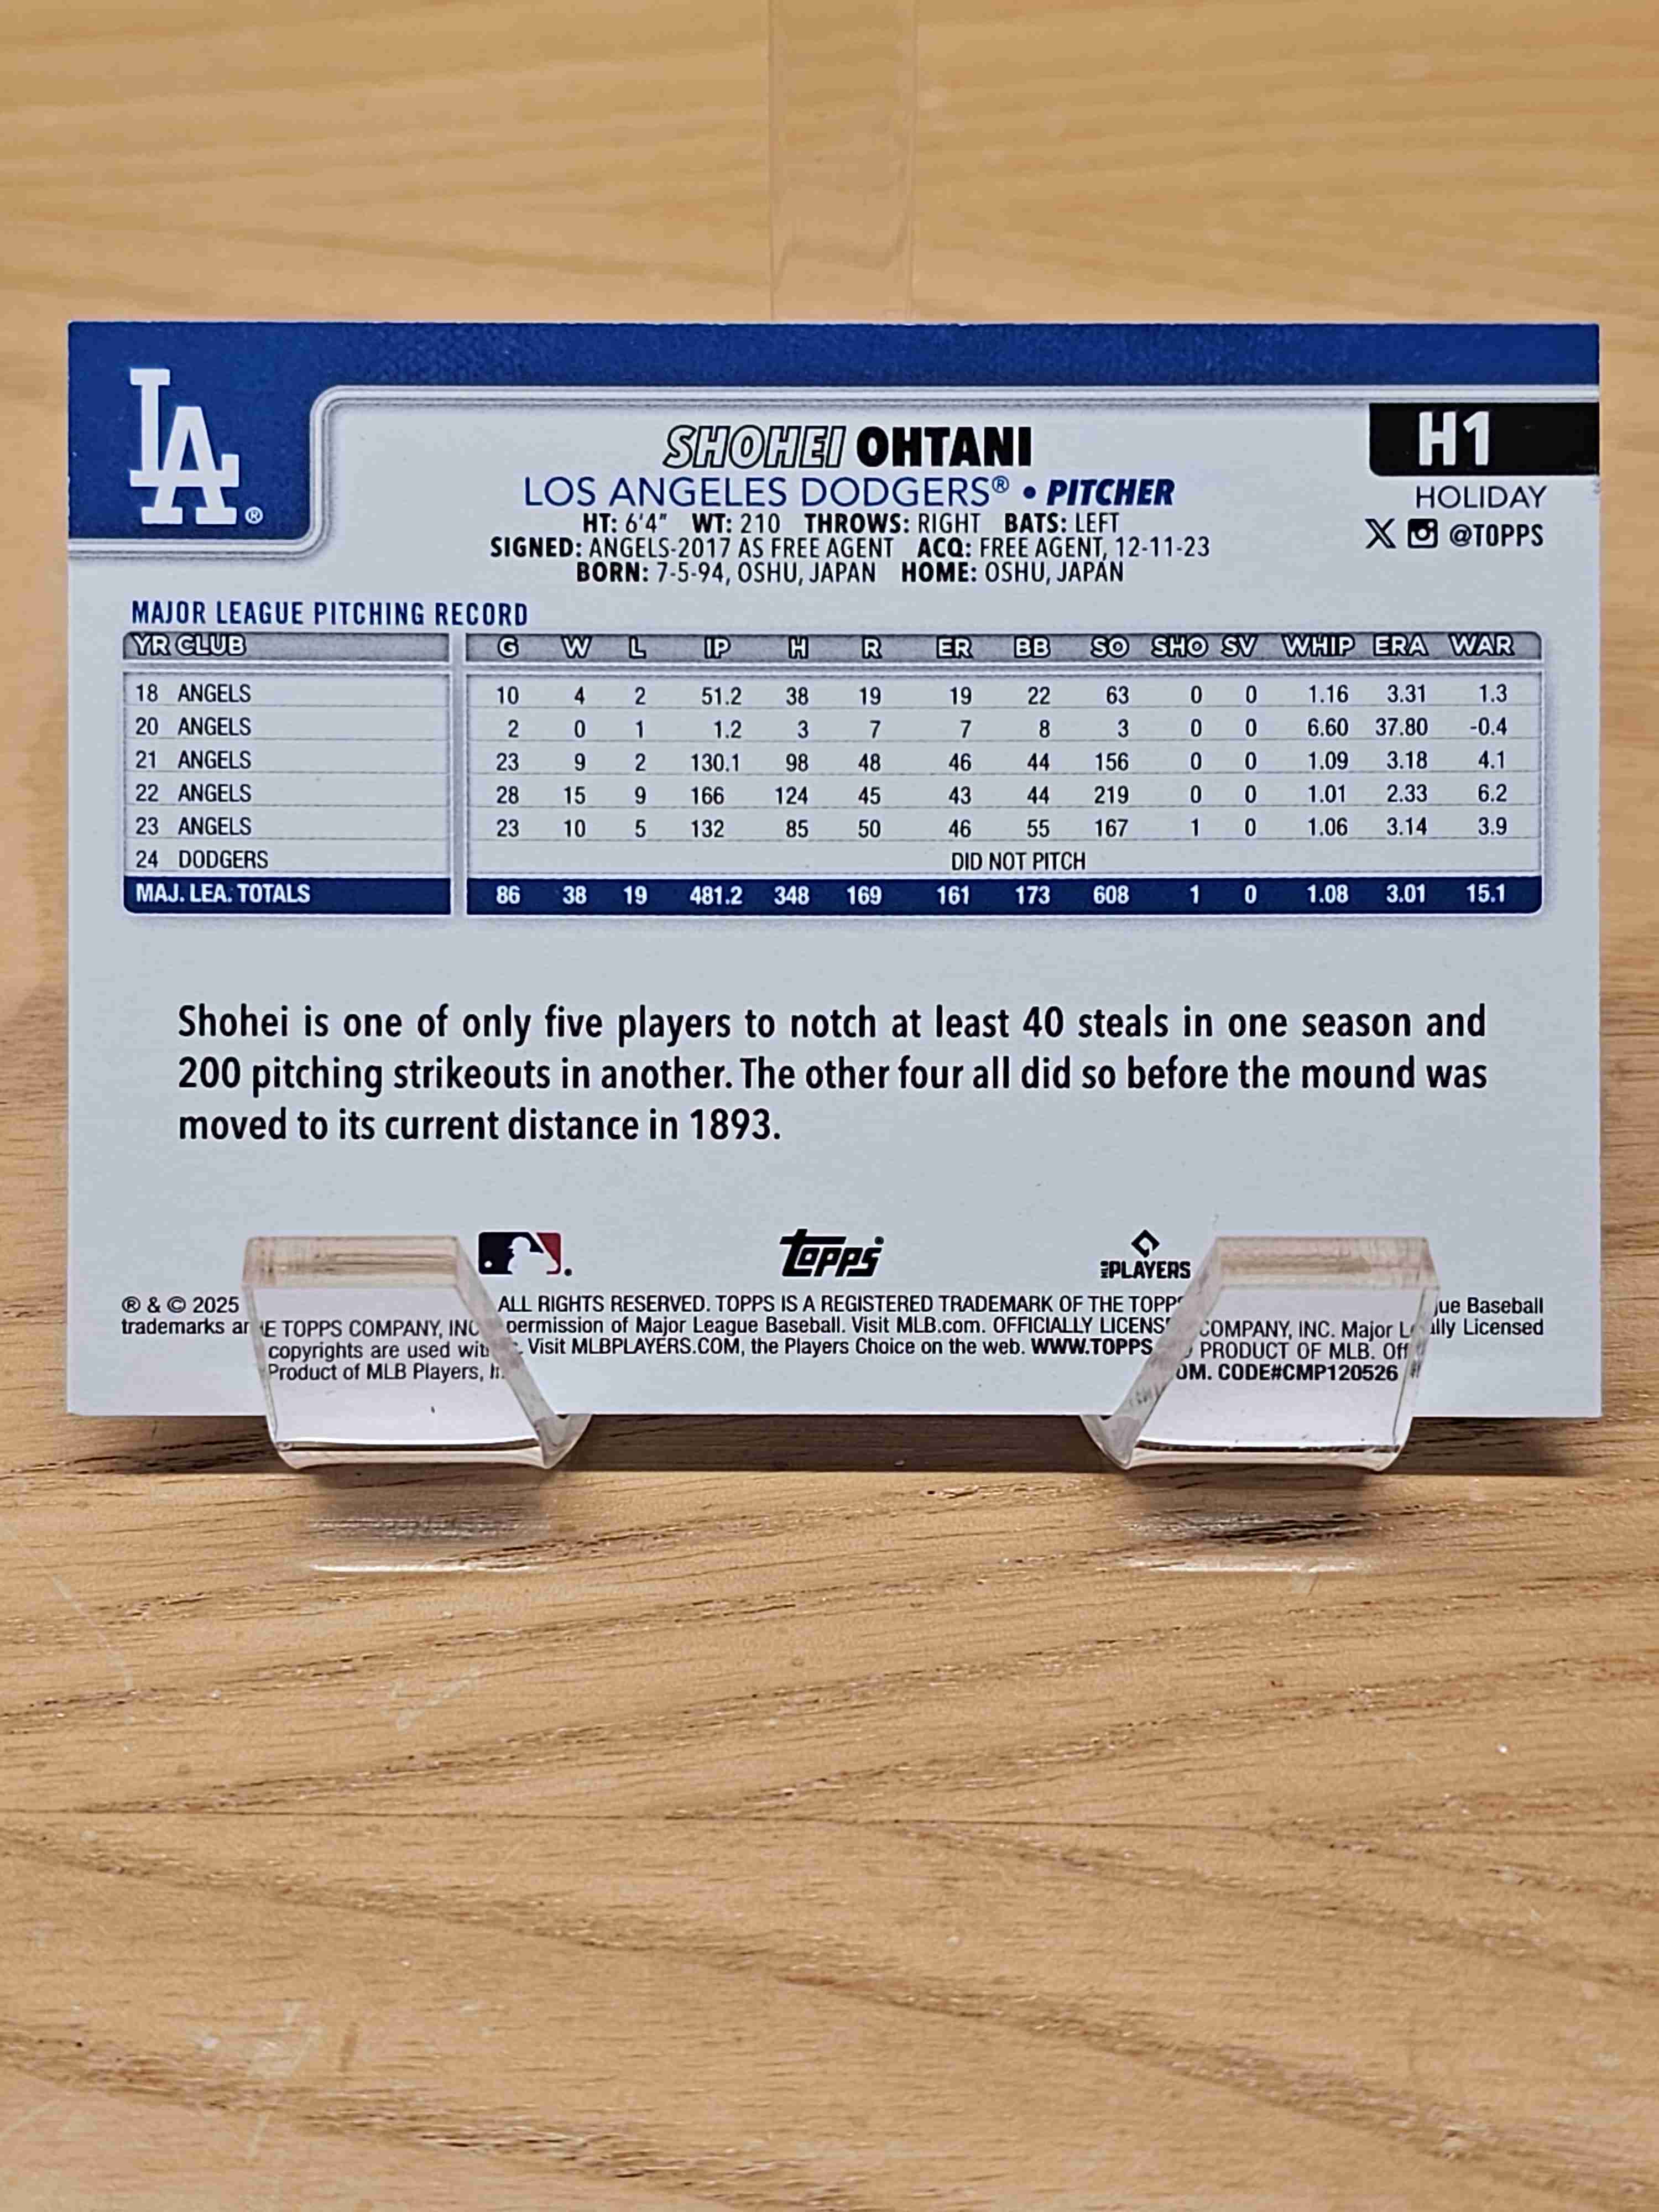 LA®
SHOHEI OHTANI
H1
LOS ANGELES DODGERS® • PITCHER
HOLIDAY
HT: 6'4" WT: 210 THROWS: RIGHT BATS: LEFT
X @TOPPS
SIGNED: ANGELS-2017 AS FREE AGENT ACQ: FREE AGENT, 12-11-23
BORN: 7-5-94, OSHU, JAPAN HOME: OSHU, JAPAN
MAJOR LEAGUE PITCHING RECORD
YR CLUB G W L IP H R ER BB SO SHO SV WHIP ERA WAR
18 ANGELS 10 4 2 51.2 38 19 19 22 63 0 0 1.16 3.31 1.3
20 ANGELS 2 0 1 1.2 3 7 7 8 3 0 0 6.60 37.80 -0.4
21 ANGELS 23 9 2 130.1 98 48 46 44 156 0 0 1.09 3.18 4.1
22 ANGELS 28 15 9 166 124 45 43 44 219 0 0 1.01 2.33 6.2
23 ANGELS 23 10 5 132 85 50 46 55 167 1 0 1.06 3.14 3.9
24 DODGERS DID NOT PITCH
MAJ. LEA. TOTALS 86 38 19 481.2 348 169 161 173 608 1 0 1.08 3.01 15.1
Shohei is one of only five players to notch at least 40 steals in one season and
200 pitching strikeouts in another. The other four all did so before the mound was
moved to its current distance in 1893.
Topps®
PLAYERS
® & © 2025 TOPPS COMPANY, INC ALL RIGHTS RESERVED. TOPPS IS A REGISTERED TRADEMARK OF THE COMPANY, INC. Major Baseball
trademarks copyrights are used permission of Major League Baseball. Visit MLB.com. OFFICIALLY PRODUCT OF MLB. Licensed
Product of MLB Players, Visit MLBPLAYERS.COM, the Players Choice on the web. WWW.TOPPS CODE#CMP120526